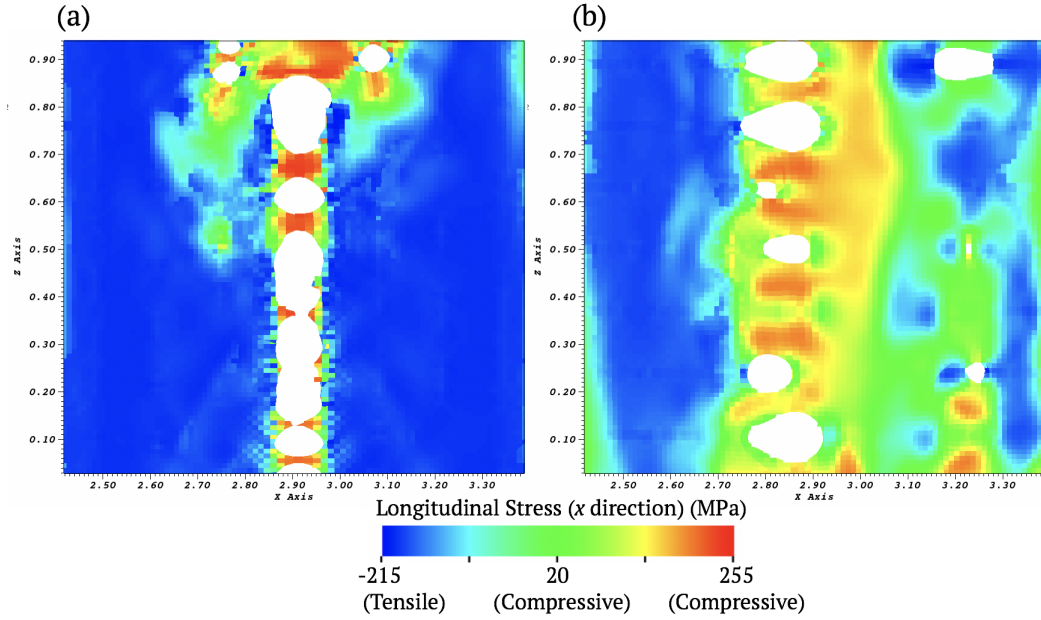 (a) (b)
0.90 0.90
0.80 0.80
0.70 0.70
0.60 0.60
Z Axis 0.50 Z Axis 0.50
0.40 0.40
0.30 0.30
0.20 0.20
0.10 0.10
2.50 2.60 2.70 2.80 2.90 3.00 3.10 3.20 3.30 2.50 2.60 2.70 2.80 2.90 3.00 3.10 3.20 3.30
X Axis X Axis
Longitudinal Stress (x direction) (MPa)
-215 20 255
(Tensile) (Compressive) (Compressive)